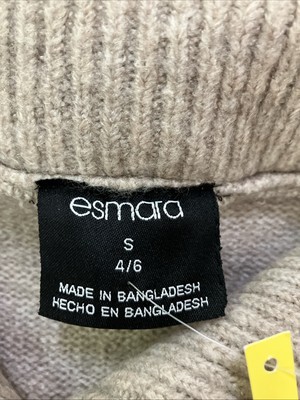 esmara
S
4/6
MADE IN BANGLADESH
HECHO EN BANGLADESH